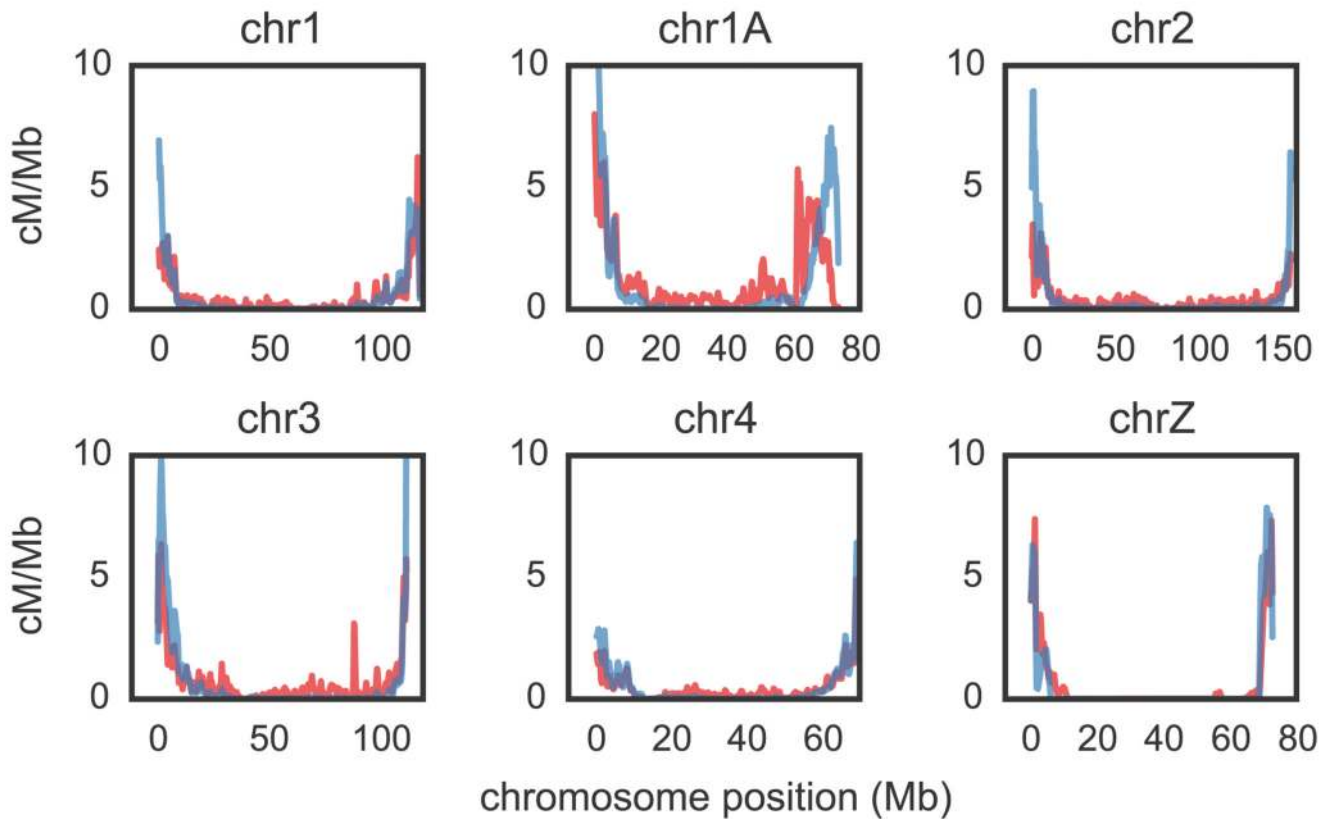 chr1 chr1A chr2
10 10 10
cM/Mb
5 5 5
0 0 0
0 50 100 0 20 40 60 80 0 50 100 150
chr3 chr4 chrZ
10 10 10
cM/Mb
5 5 5
0 0 0
0 50 100 0 20 40 60 0 20 40 60 80
chromosome position (Mb)